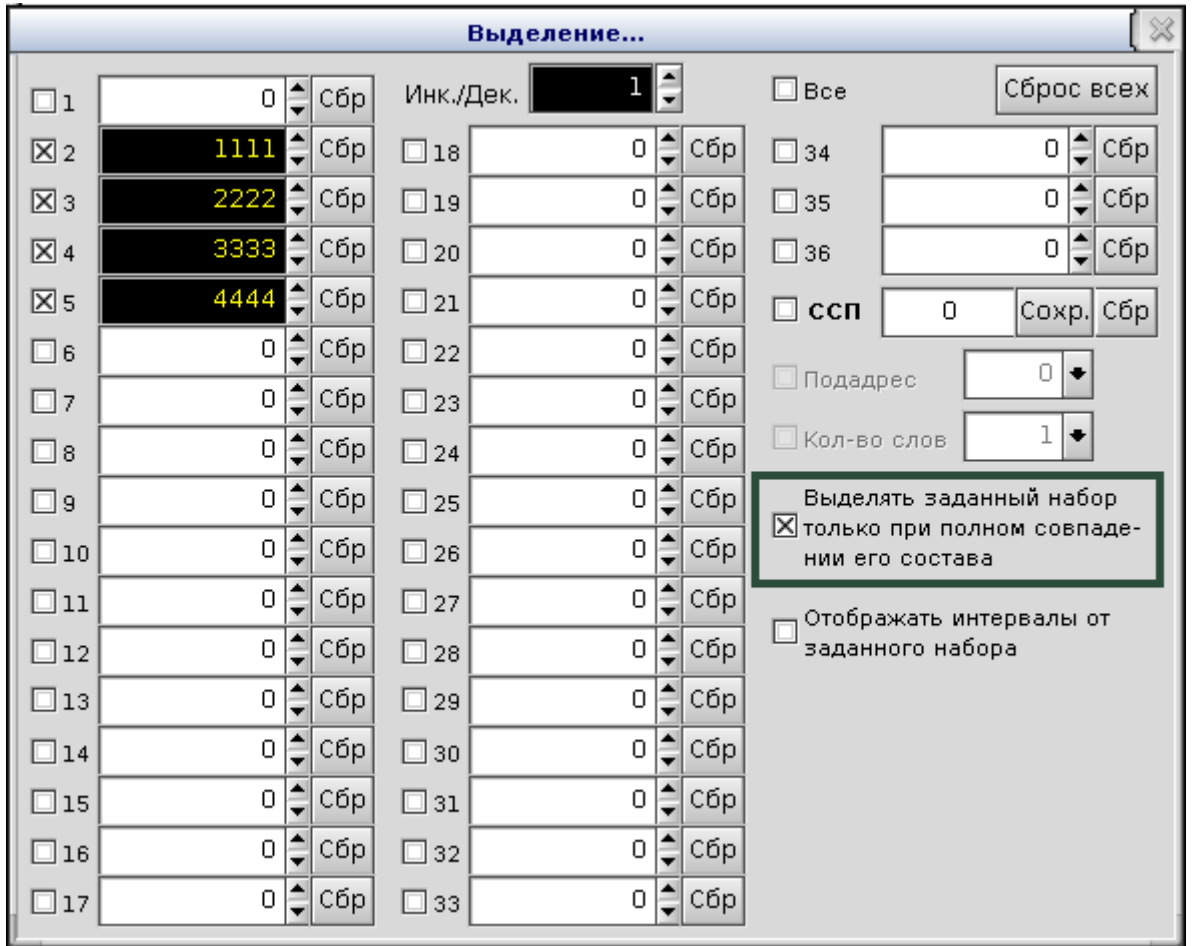 Выделение...
1 0 Сбр Инк./Дек. 1 Все Сброс всех
2 1111 Сбр 18 0 Сбр 34 0 Сбр
3 2222 Сбр 19 0 Сбр 35 0 Сбр
4 3333 Сбр 20 0 Сбр 36 0 Сбр
5 4444 Сбр 21 0 Сбр ССП 0 Сохр. Сбр
6 0 Сбр 22 0 Сбр Подадрес 0
7 0 Сбр 23 0 Сбр
8 0 Сбр 24 0 Сбр Кол-во слов 1
9 0 Сбр 25 0 Сбр Выделять заданный набор
10 0 Сбр 26 0 Сбр только при полном совпаде-
нии его состава
11 0 Сбр 27 0 Сбр Отображать интервалы от
12 0 Сбр 28 0 Сбр заданного набора
13 0 Сбр 29 0 Сбр
14 0 Сбр 30 0 Сбр
15 0 Сбр 31 0 Сбр
16 0 Сбр 32 0 Сбр
17 0 Сбр 33 0 Сбр